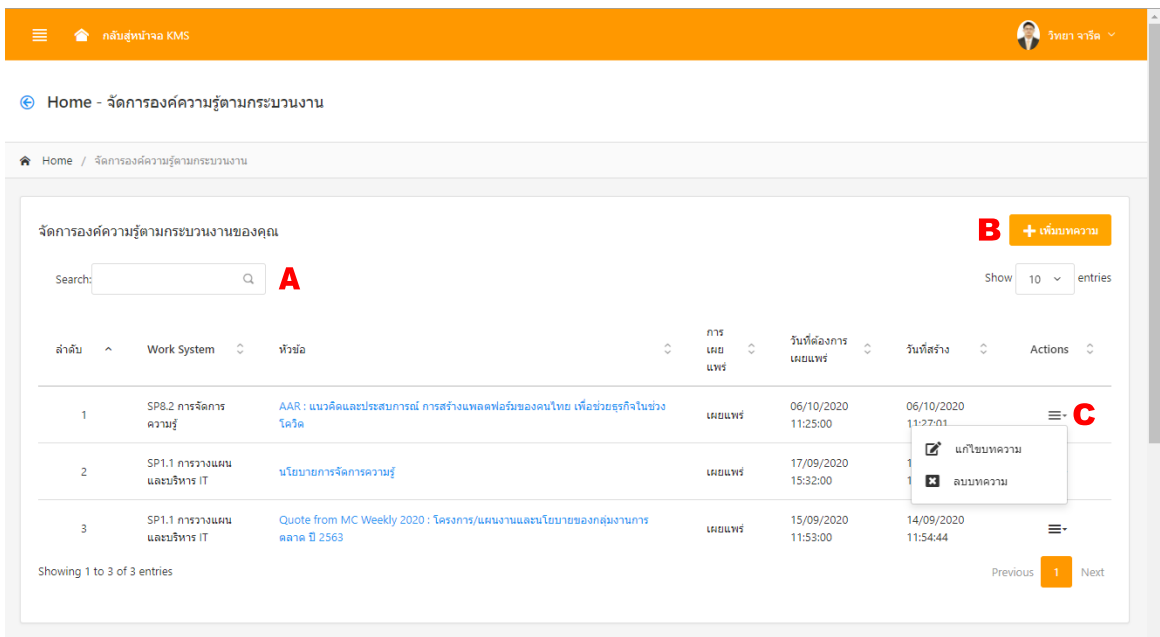 กลับสู่หน้าจอ KMS
วิทยา จารีต
Home - จัดการองค์ความรู้ตามกระบวนงาน
Home / จัดการองค์ความรู้ตามกระบวนงาน
จัดการองค์ความรู้ตามกระบวนงานของคุณ
B
เพิ่มบทความ
Search:
A
Show 10 entries
ลำดับ
Work System
หัวข้อ
การ
เผย
แพร่
วันที่ต้องการ
เผยแพร่
วันที่สร้าง
Actions
1
SP8.2 การจัดการ
ความรู้
AAR : แนวคิดและประสบการณ์ การสร้างแพลตฟอร์มของคนไทย เพื่อช่วยธุรกิจในช่วง
โควิด
เผยแพร่
06/10/2020
11:25:00
06/10/2020
11:27:01
C
แก้ไขบทความ
ลบบทความ
2
SP1.1 การวางแผน
และบริหาร IT
นโยบายการจัดการความรู้
เผยแพร่
17/09/2020
15:32:00
3
SP1.1 การวางแผน
และบริหาร IT
Quote from MC Weekly 2020 : โครงการ/แผนงานและนโยบายของกลุ่มงานการ
ตลาด ปี 2563
เผยแพร่
15/09/2020
11:53:00
14/09/2020
11:54:44
Showing 1 to 3 of 3 entries
Previous 1 Next